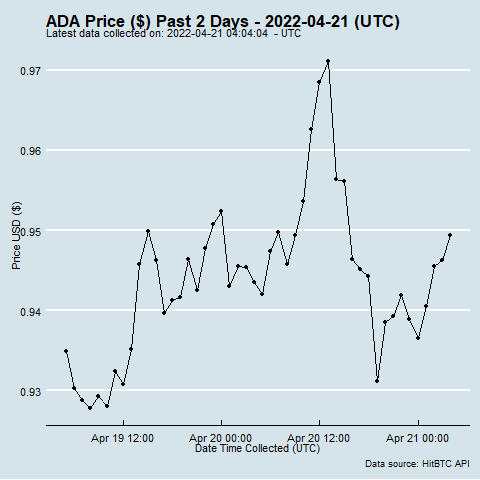 ADA Price ($) Past 2 Days - 2022-04-21 (UTC)
Latest data collected on: 2022-04-21 04:04:04 - UTC
0.97
0.96
0.95
0.94
0.93
Price USD ($)
Apr 19 12:00 Apr 20 00:00 Apr 20 12:00 Apr 21 00:00
Date Time Collected (UTC)
Data source: HitBTC API